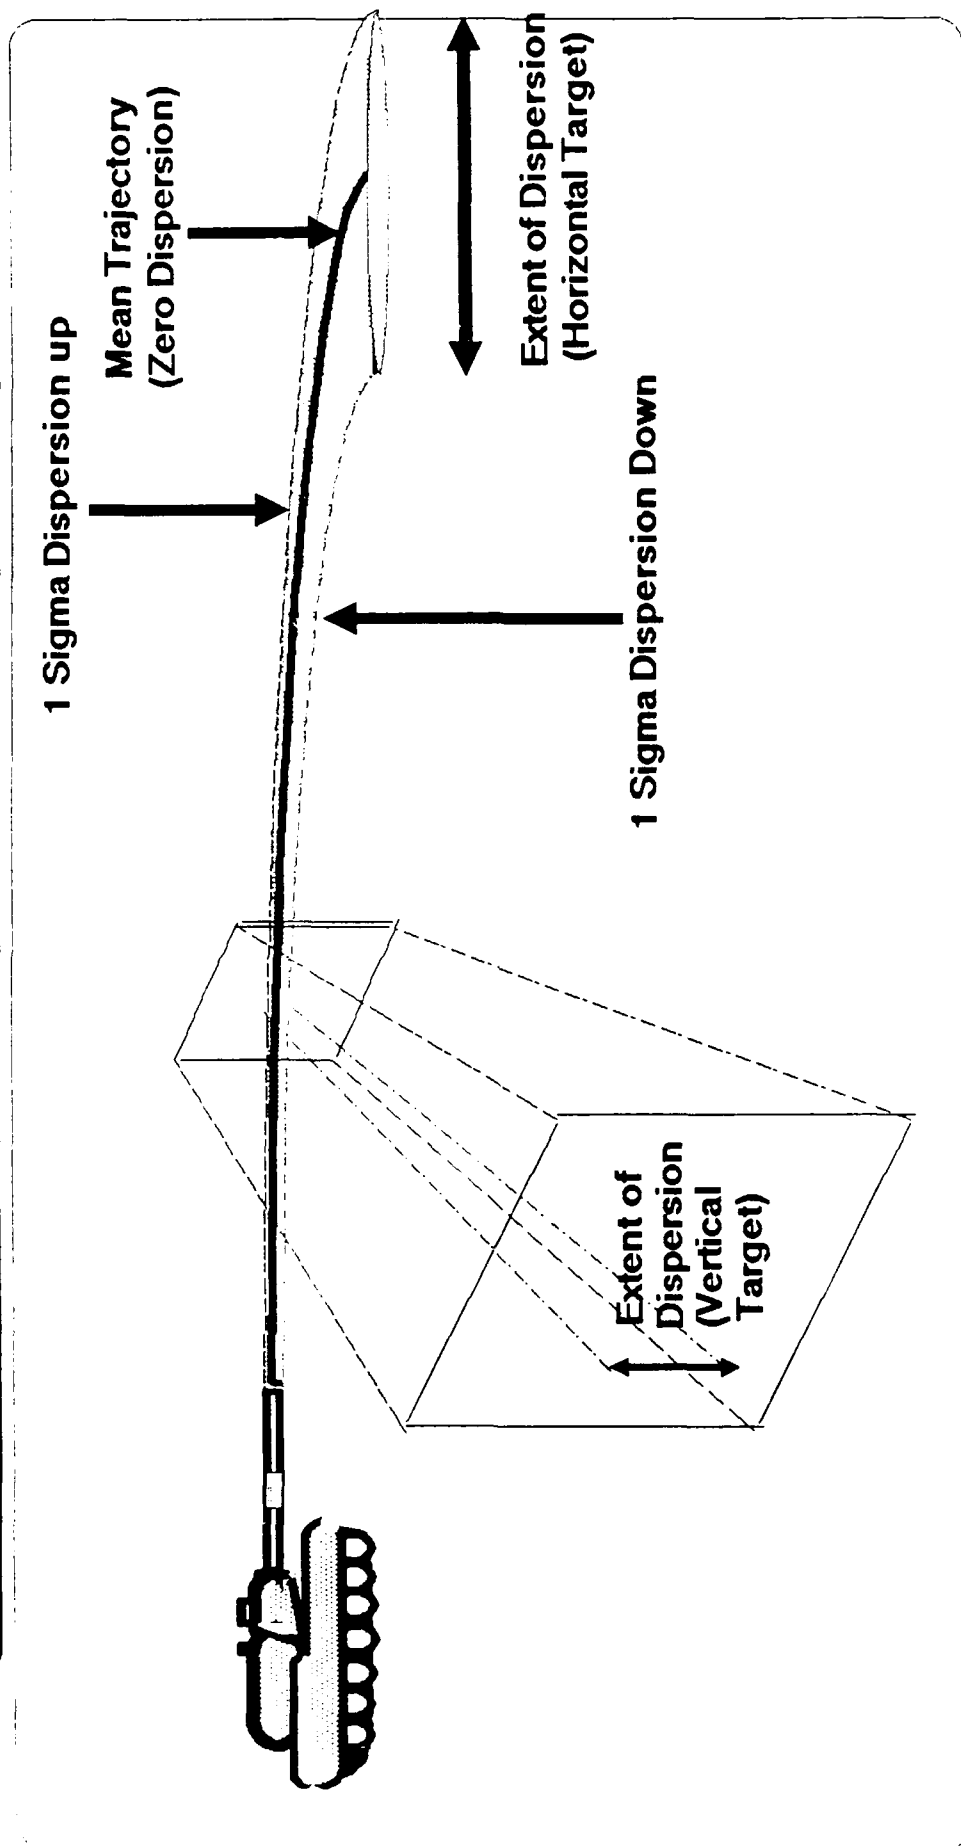 1 Sigma Dispersion up
Mean Trajectory
(Zero Dispersion)
Extent of Dispersion
(Horizontal Target)
1 Sigma Dispersion Down
Extent of
Dispersion
(Vertical
Target)